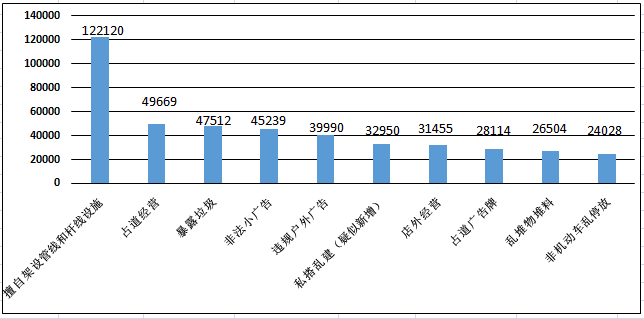 140000
120000
100000
80000
60000
40000
20000
0
122120
49669
47512
45239
39990
32950
31455
28114
26504
24028
擅自架设管线和杆线设施
占道经营
暴露垃圾
非法小广告
违规户外广告
私搭乱建（疑似新增）
店外经营
占道广告牌
乱堆物堆料
非机动车乱停放